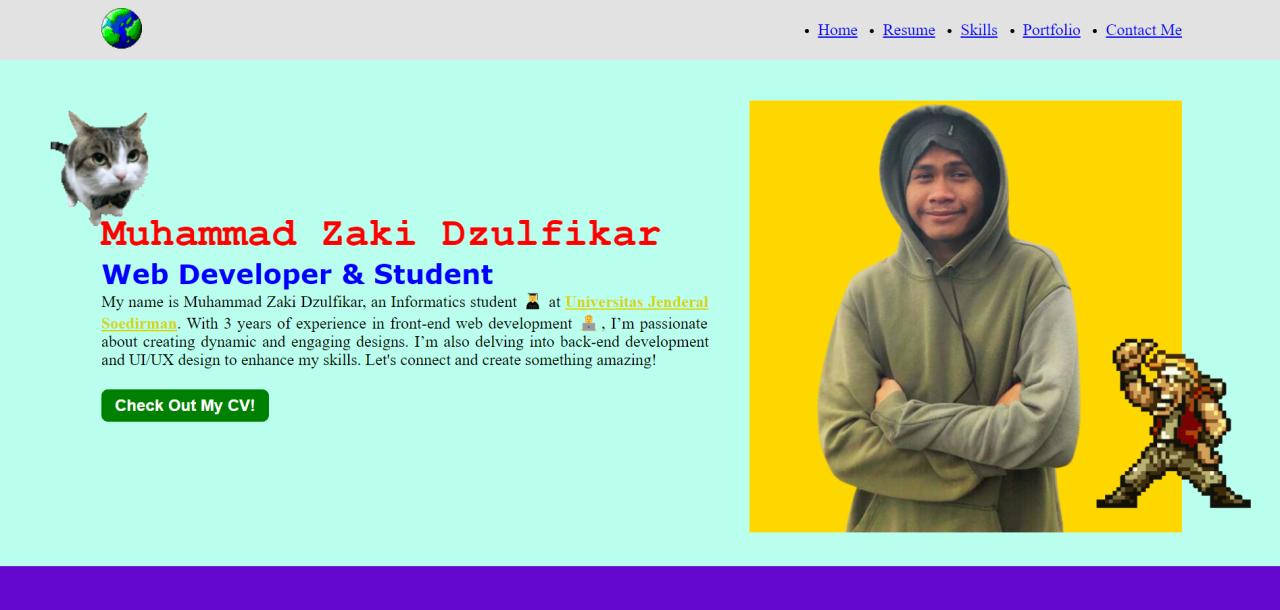 Home Resume Skills Portfolio Contact Me
Muhammad Zaki Dzulfikar
Web Developer & Student
My name is Muhammad Zaki Dzulfikar, an Informatics student 👨‍🎓 at Universitas Jenderal
Soedirman. With 3 years of experience in front-end web development 🧑‍💻, I’m passionate
about creating dynamic and engaging designs. I’m also delving into back-end development
and UI/UX design to enhance my skills. Let's connect and create something amazing!
Check Out My CV!